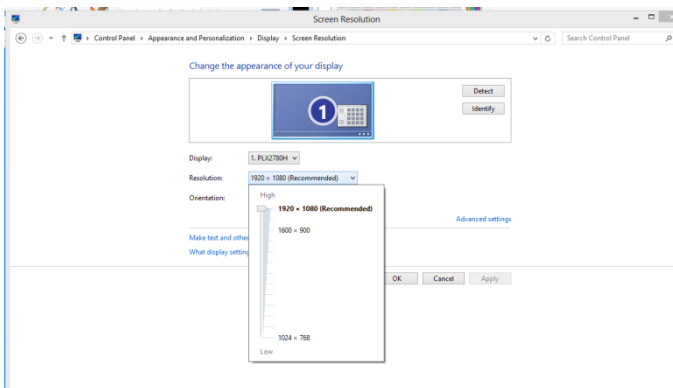 Screen Resolution
Control Panel › Appearance and Personalization › Display › Screen Resolution
Search Control Panel
Change the appearance of your display
1
Detect
Identify
Display:
1. PLX2780H
Resolution:
1920 × 1080 (Recommended)
Orientation:
High
1920 × 1080 (Recommended)
1600 × 900
1024 × 768
Low
Advanced settings
Make text and other
What display setting
OK
Cancel
Apply